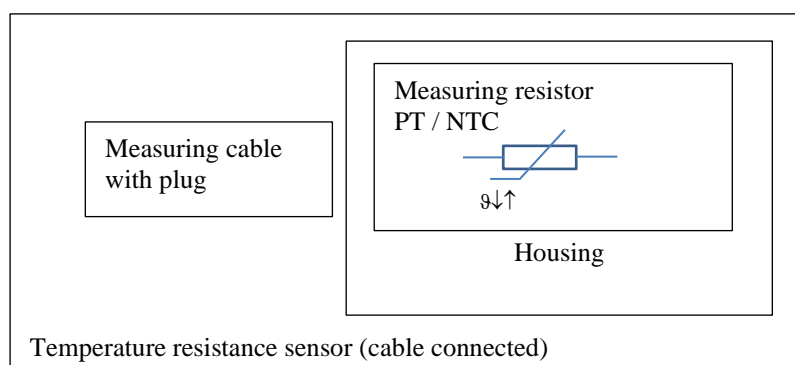 Measuring resistor
PT / NTC
Measuring cable
with plug
ϑ↓↑
Housing
Temperature resistance sensor (cable connected)